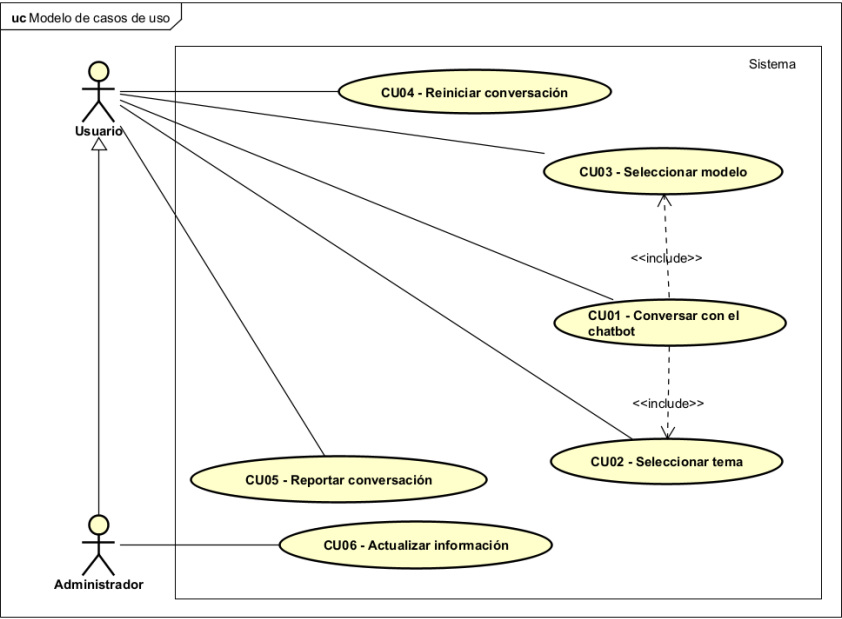 uc Modelo de casos de uso
Sistema
CU04 - Reiniciar conversación
Usuario
CU03 - Seleccionar modelo
<<include>>
CU01 - Conversar con el
chatbot
<<include>>
CU02 - Seleccionar tema
CU05 - Reportar conversación
CU06 - Actualizar información
Administrador